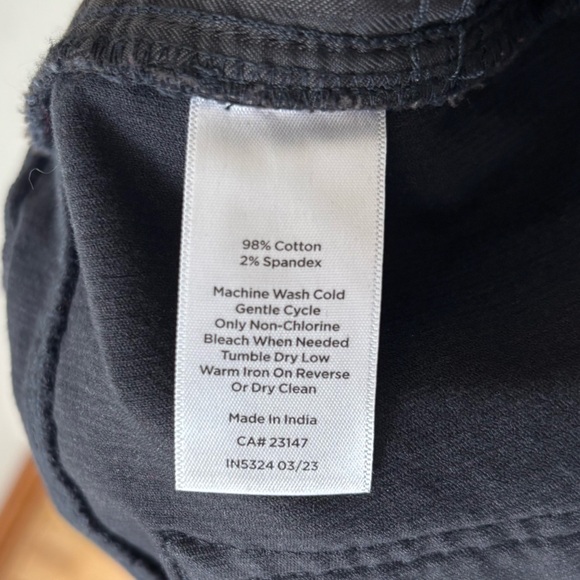 98% Cotton
2% Spandex
Machine Wash Cold
Gentle Cycle
Only Non-Chlorine
Bleach When Needed
Tumble Dry Low
Warm Iron On Reverse
Or Dry Clean
Made in India
CA# 23147
IN5324 03/23